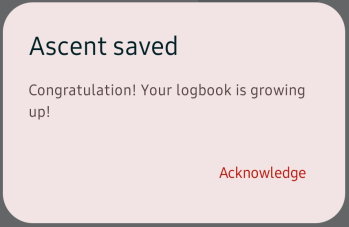 Ascent saved
Congratulation! Your logbook is growing
up!
Acknowledge